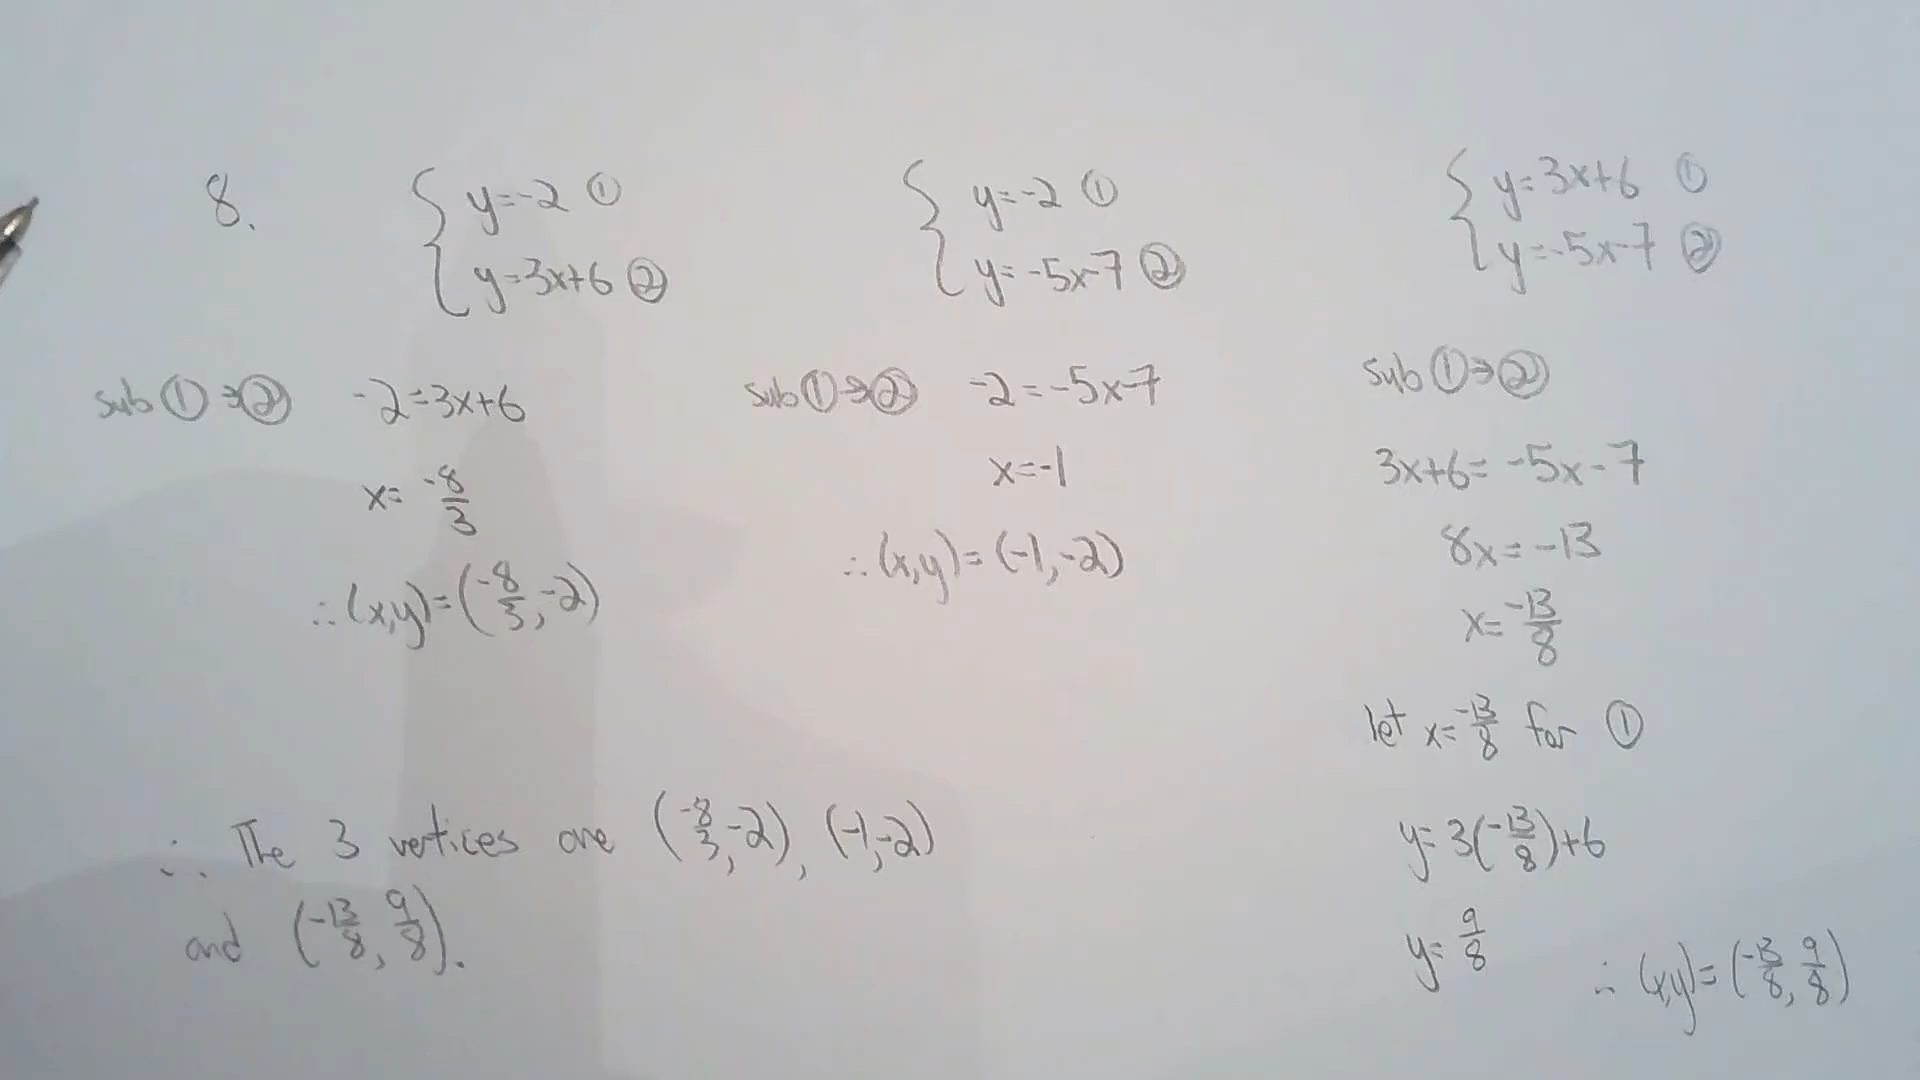 8.
{ y=-2 ①
y=3x+6 ②
sub ① → ② -2=3x+6
x= -8/3
∴ (x,y)=(-8/3, -2)
{ y=-2 ①
y=-5x-7 ②
sub ① → ② -2=-5x-7
x=-1
∴ (x,y)=(-1,-2)
{ y=3x+6 ①
y=-5x-7 ②
sub ① → ②
3x+6=-5x-7
8x=-13
x= -13/8
let x= -13/8 for ①
y=3(-13/8)+6
y= 9/8
∴ (x,y)=(-13/8, 9/8)
∴ The 3 vertices are (-8/3, -2), (-1,-2)
and (-13/8, 9/8).